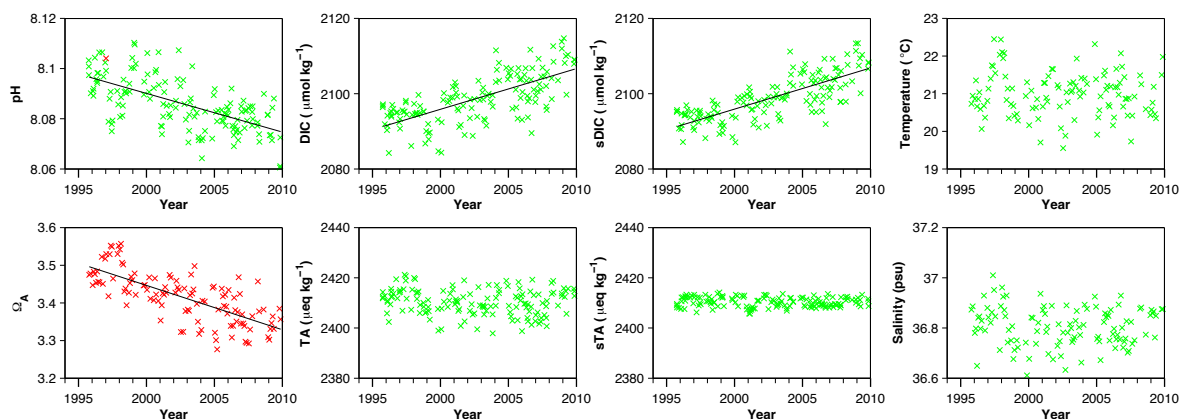 8.12
8.1
8.08
8.06
pH
1995 2000 2005 2010
Year
2120
2100
2080
DIC ( μmol kg⁻¹)
1995 2000 2005 2010
Year
2120
2100
2080
sDIC ( μmol kg⁻¹)
1995 2000 2005 2010
Year
23
22
21
20
19
Temperature ( °C)
1995 2000 2005 2010
Year
3.6
3.5
3.4
3.3
3.2
Ω_A
1995 2000 2005 2010
Year
2440
2420
2400
2380
TA (μeq kg⁻¹)
1995 2000 2005 2010
Year
2440
2420
2400
2380
sTA (μeq kg⁻¹)
1995 2000 2005 2010
Year
37.2
37
36.8
36.6
Salinity (psu)
1995 2000 2005 2010
Year